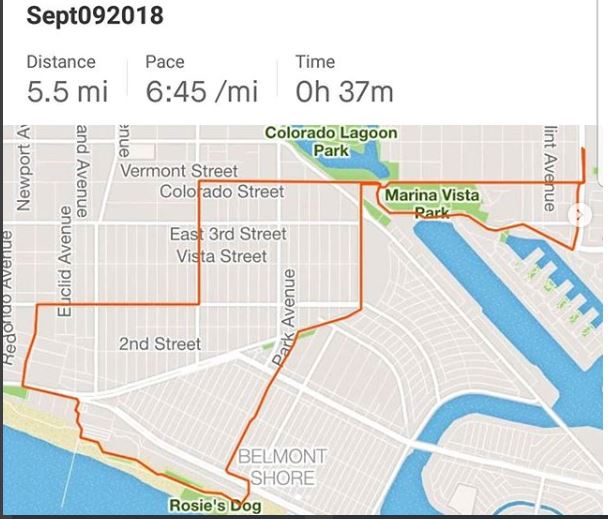 Sept092018
Distance
5.5 mi
Pace
6:45 /mi
Time
0h 37m
Colorado Lagoon
Park
Newport Av
and Avenue
enue
lint Avenue
Vermont Street
Colorado Street
Marina Vista
Park
East 3rd Street
Vista Street
Euclid Avenue
Redondo Avenue
Park Avenue
2nd Street
BELMONT
SHORE
Rosie's Dog